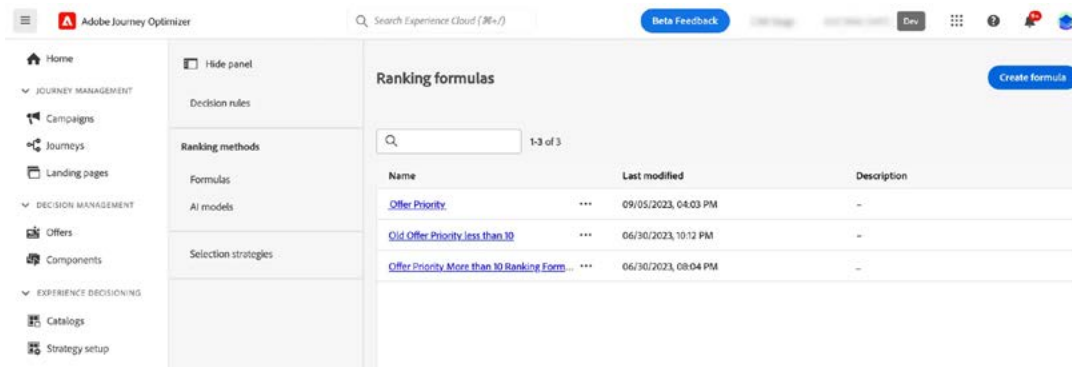 Adobe Journey Optimizer
Search Experience Cloud (⌘+/)
Beta Feedback
Dev
9+
Home
JOURNEY MANAGEMENT
Campaigns
Journeys
Landing pages
DECISION MANAGEMENT
Offers
Components
EXPERIENCE DECISIONING
Catalogs
Strategy setup
Hide panel
Decision rules
Ranking methods
Formulas
AI models
Selection strategies
Ranking formulas
Create formula
1-3 of 3
Name Last modified Description
Offer Priority ••• 09/05/2023, 04:03 PM –
Old Offer Priority less than 10 ••• 06/30/2023, 10:12 PM –
Offer Priority More than 10 Ranking Form... ••• 06/30/2023, 08:04 PM –